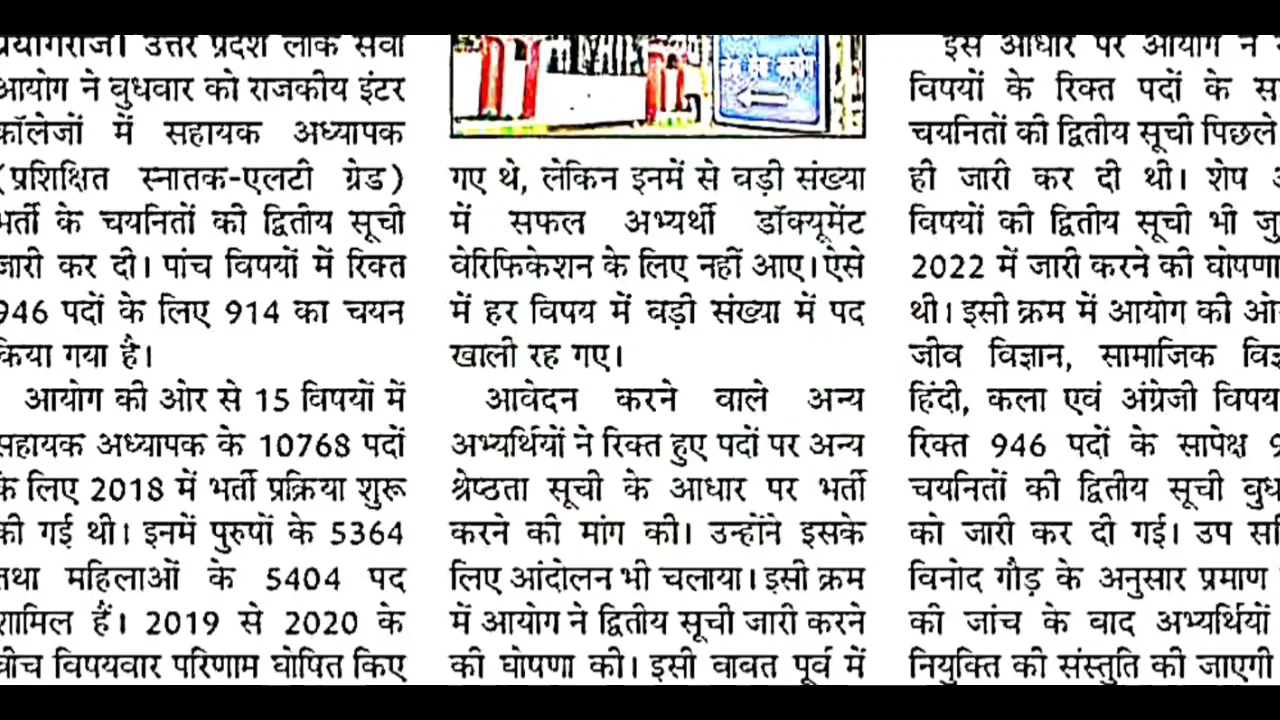 प्रयागराज। उत्तर प्रदेश लोक सेवा
आयोग ने बुधवार को राजकीय इंटर
कॉलेजों में सहायक अध्यापक
(प्रशिक्षित स्नातक-एलटी ग्रेड)
भर्ती के चयनितों की द्वितीय सूची
जारी कर दी। पांच विषयों में रिक्त
946 पदों के लिए 914 का चयन
किया गया है।
आयोग की ओर से 15 विषयों में
सहायक अध्यापक के 10768 पदों
के लिए 2018 में भर्ती प्रक्रिया शुरू
की गई थी। इनमें पुरुषों के 5364
तथा महिलाओं के 5404 पद
शामिल हैं। 2019 से 2020 के
बीच विषयवार परिणाम घोषित किए
गए थे, लेकिन इनमें से बड़ी संख्या
में सफल अभ्यर्थी डॉक्यूमेंट
वेरिफिकेशन के लिए नहीं आए। ऐसे
में हर विषय में बड़ी संख्या में पद
खाली रह गए।
आवेदन करने वाले अन्य
अभ्यर्थियों ने रिक्त हुए पदों पर अन्य
श्रेष्ठता सूची के आधार पर भर्ती
करने की मांग की। उन्होंने इसके
लिए आंदोलन भी चलाया। इसी क्रम
में आयोग ने द्वितीय सूची जारी करने
की घोषणा की। इसी बाबत पूर्व में
इस आधार पर आयोग ने
विषयों के रिक्त पदों के
चयनितों की द्वितीय सूची पिछले
ही जारी कर दी थी। शेष
विषयों की द्वितीय सूची भी
2022 में जारी करने की घोषणा
थी। इसी क्रम में आयोग की
जीव विज्ञान, सामाजिक
हिंदी, कला एवं अंग्रेजी
रिक्त 946 पदों के सापेक्ष
चयनितों की द्वितीय सूची
को जारी कर दी गई। उप
विनोद गौड़ के अनुसार प्रमाण
की जांच के बाद अभ्यर्थियों
नियुक्ति की संस्तुति की जाएगी